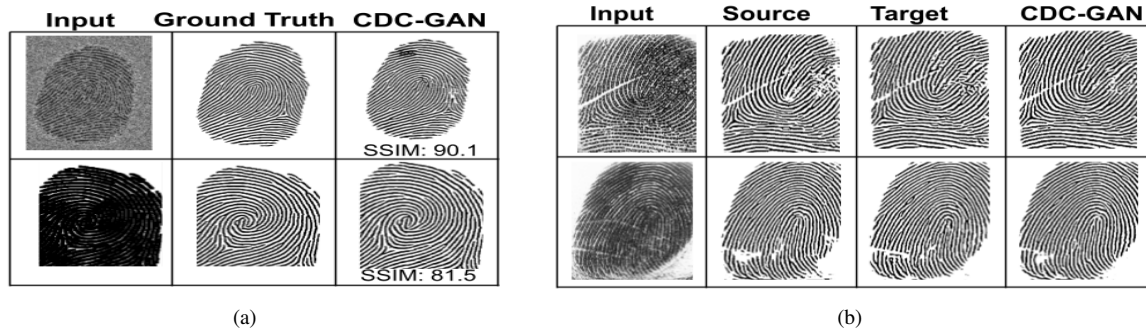 Input Ground Truth CDC-GAN
SSIM: 90.1
SSIM: 81.5
(a)
Input Source Target CDC-GAN
(b)